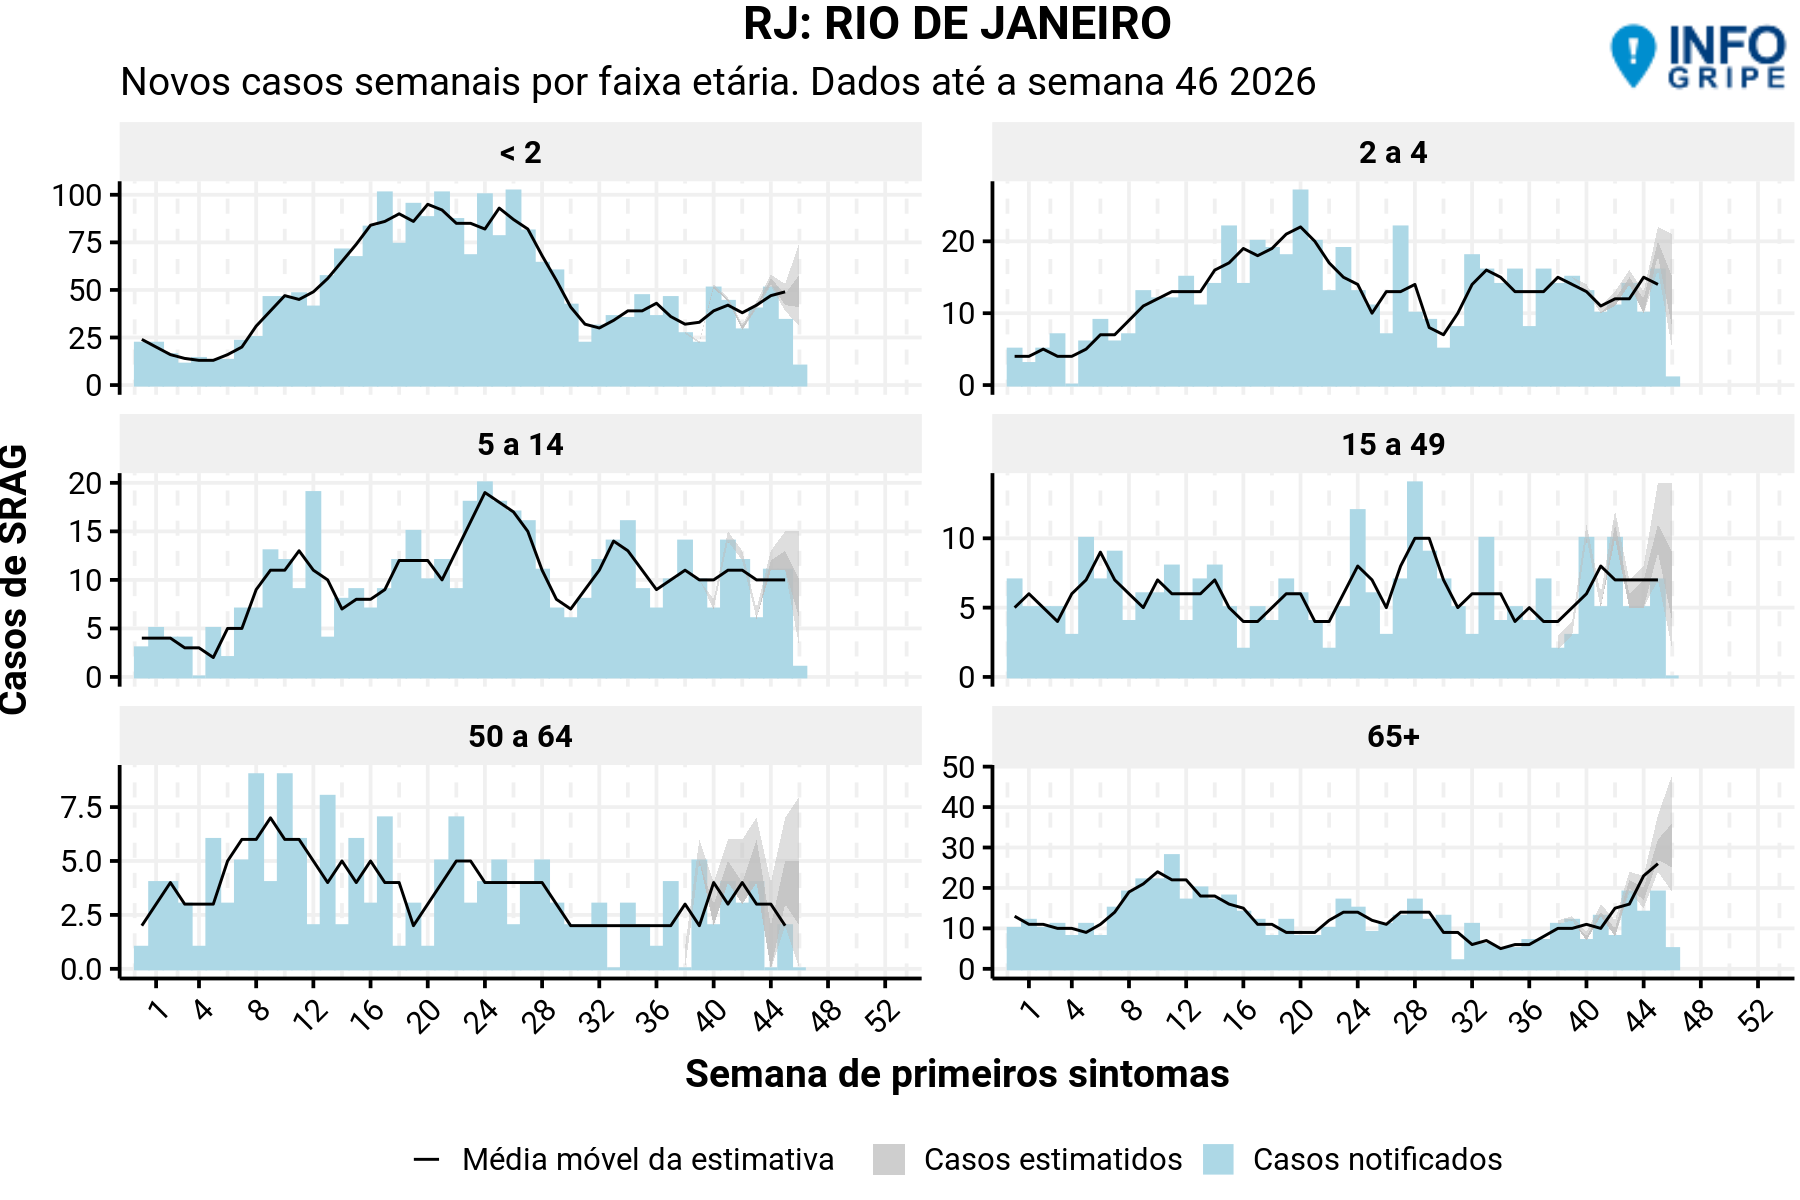 RJ: RIO DE JANEIRO
Novos casos semanais por faixa etária. Dados até a semana 46 2026
INFO
GRIPE
< 2
2 a 4
100
75
50
25
0
20
10
0
5 a 14
15 a 49
20
15
10
5
0
10
5
0
50 a 64
65+
7.5
5.0
2.5
0.0
50
40
30
20
10
0
Casos de SRAG
1 4 8 12 16 20 24 28 32 36 40 44 48 52
1 4 8 12 16 20 24 28 32 36 40 44 48 52
Semana de primeiros sintomas
Média móvel da estimativa
Casos estimatidos
Casos notificados